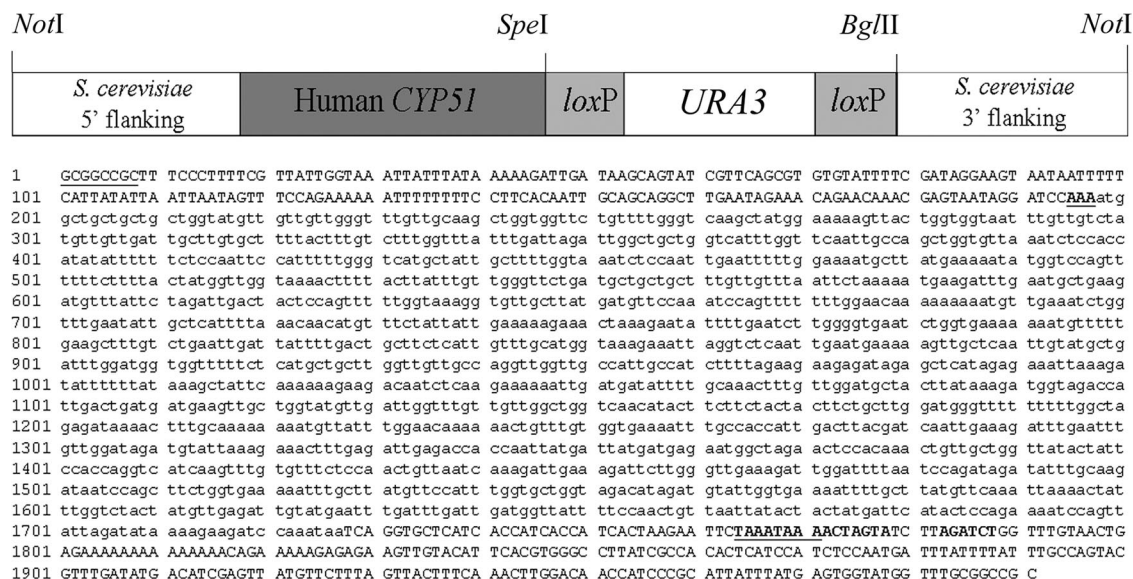 NotI SpeI BglII NotI
S. cerevisiae 5' flanking Human CYP51 loxP URA3 loxP S. cerevisiae 3' flanking
1 GCGGCCGCTT TCCCTTTTCG TTATTGGTAA ATTATTTATA AAAAGATTGA TAAGCAGTAT CGTTCAGCGT GTGTATTTTC GATAGGAAGT AATAATTTTT
101 CATTATATTA ATTAATAGTT TCCAGAAAAA ATTTTTTTTC CTTCACAATT GCAGCAGGCT TGAATAGAAA CAGAACAAAC GAGTAATAGG ATCCAAAatg
201 gctgctgctg ctggtatgtt gttgttgggt ttgttgcaag ctggtggttc tgttttgggt caagctatgg aaaaagttac tggtggtaat ttgttgtcta
301 tgttgttgat tgcttgtgct tttactttgt ctttggttta tttgattaga ttggctgctg gtcatttggt tcaattgcca gctggtgtta aatctccacc
401 atatattttt tctccaattc catttttggg tcatgctatt gcttttggta aatctccaat tgaatttttg gaaaatgctt atgaaaaata tggtccagtt
501 ttttctttta ctatggttgg taaaactttt acttatttgt tgggttctga tgctgctgct ttgttgttta attctaaaaa tgaagatttg aatgctgaag
601 atgtttattc tagattgact actccagttt ttggtaaagg tgttgcttat gatgttccaa atccagtttt tttggaacaa aaaaaaatgt tgaaatctgg
701 tttgaatatt gctcatttta aacaacatgt ttctattatt gaaaaagaaa ctaaagaata ttttgaatct tggggtgaat ctggtgaaaa aaatgttttt
801 gaagctttgt ctgaattgat tattttgact gcttctcatt gtttgcatgg taaagaaatt aggtctcaat tgaatgaaaa agttgctcaa ttgtatgctg
901 atttggatgg tggtttttct catgctgctt ggttgttgcc aggttggttg ccattgccat cttttagaag aagagataga gctcatagag aaattaaaga
1001 tattttttat aaagctattc aaaaaagaag acaatctcaa gaaaaaattg atgatatttt gcaaactttg ttggatgcta cttataaaga tggtagacca
1101 ttgactgatg atgaagttgc tggtatgttg attggtttgt tgttggctgg tcaacatact tcttctacta cttctgcttg gatgggtttt tttttggcta
1201 gagataaaac tttgcaaaaa aaatgttatt tggaacaaaa aactgtttgt ggtgaaaatt tgccaccatt gacttacgat caattgaaag atttgaattt
1301 gttggataga tgtattaaag aaactttgag attgagacca ccaattatga ttatgatgag aatggctaga actccacaaa ctgttgctgg ttatactatt
1401 ccaccaggtc atcaagtttg tgtttctcca actgttaatc aaagattgaa agattcttgg gttgaaagat tggattttaa tccagataga tatttgcaag
1501 ataatccagc ttctggtgaa aaatttgctt atgttccatt tggtgctggt agacatagat gtattggtga aaattttgct tatgttcaaa ttaaaactat
1601 ttggtctact atgttgagat tgtatgaatt tgatttgatt gatggttatt ttccaactgt taattatact actatgattc atactccaga aaatccagtt
1701 attagatata aaagaagatc caaataaTCA GGTGCTCATC ACCATCACCA TCACTAAGAA TTCTAAATAA AACTAGTATC TTAGATCTGG TTTGTAACTG
1801 AGAAAAAAAA AAAAAACAGA AAAAGAGAGA AGTTGTACATT TCACGTGGGC CTTATCGCCA CACTCATCCA TCTCCAATGA TTATTTTTAT TTGCCAGTAC
1901 GTTTGATATG ACATCGAGTT ATGTTCTTTA GTTACTTTCA AACTTGGACA ACCATCCCGC ATTATTTATG AGTGGTATGG TTTGCGGCCG C